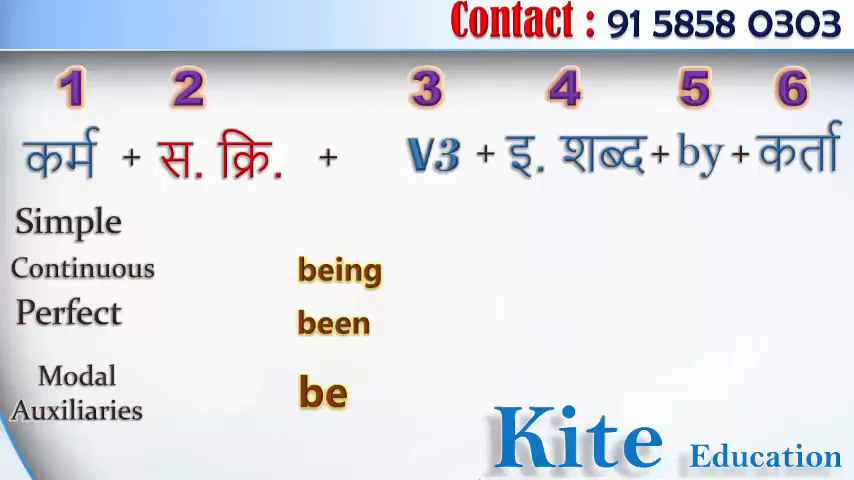 Contact : 91 5858 0303
1 2 3 4 5 6
कर्म + स. क्रि. + V3 + इ. शब्द + by + कर्ता
Simple
Continuous being
Perfect been
Modal
Auxiliaries be
Kite Education